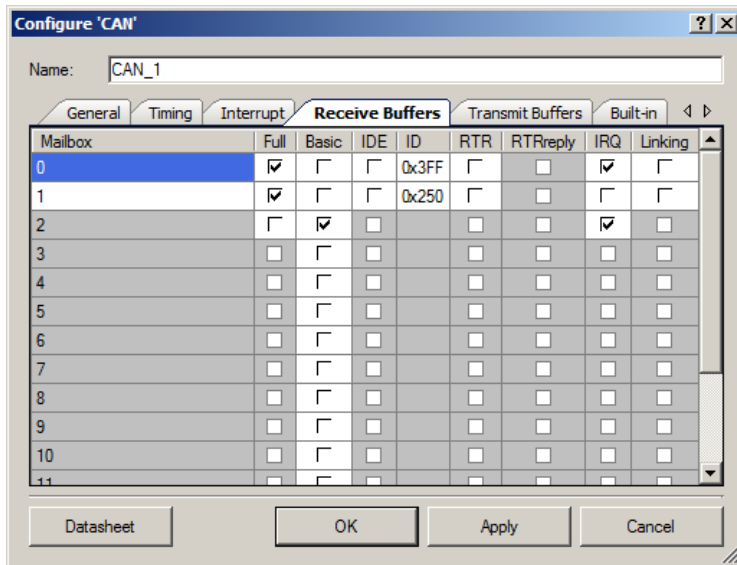 Configure 'CAN'
Name: CAN_1
General Timing Interrupt Receive Buffers Transmit Buffers Built-in
Mailbox Full Basic IDE ID RTR RTRreply IRQ Linking
0 0x3FF
1 0x250
2
3
4
5
6
7
8
9
10
11
Datasheet OK Apply Cancel